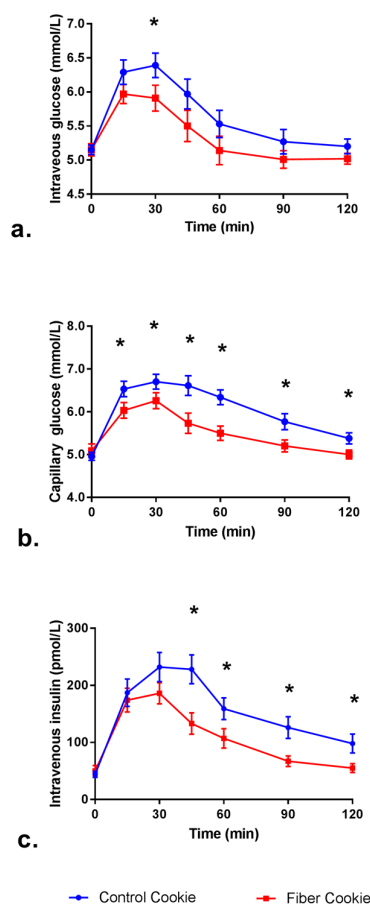 *
7.0
6.5
6.0
5.5
5.0
4.5
Intraveous glucose (mmol/L)
0 30 60 90 120
Time (min)
a.
* * * * * *
8.0
7.0
6.0
5.0
4.0
Capillary glucose (mmol/L)
0 30 60 90 120
Time (min)
b.
* * * *
300
200
100
0
Intravenous insulin (pmol/L)
0 30 60 90 120
Time (min)
c.
Control Cookie Fiber Cookie